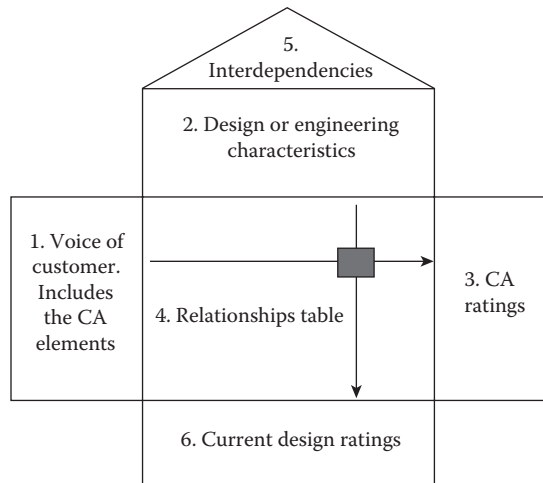 5.
Interdependencies
2. Design or engineering
characteristics
1. Voice of
customer.
Includes
the CA
elements
4. Relationships table
3. CA
ratings
6. Current design ratings